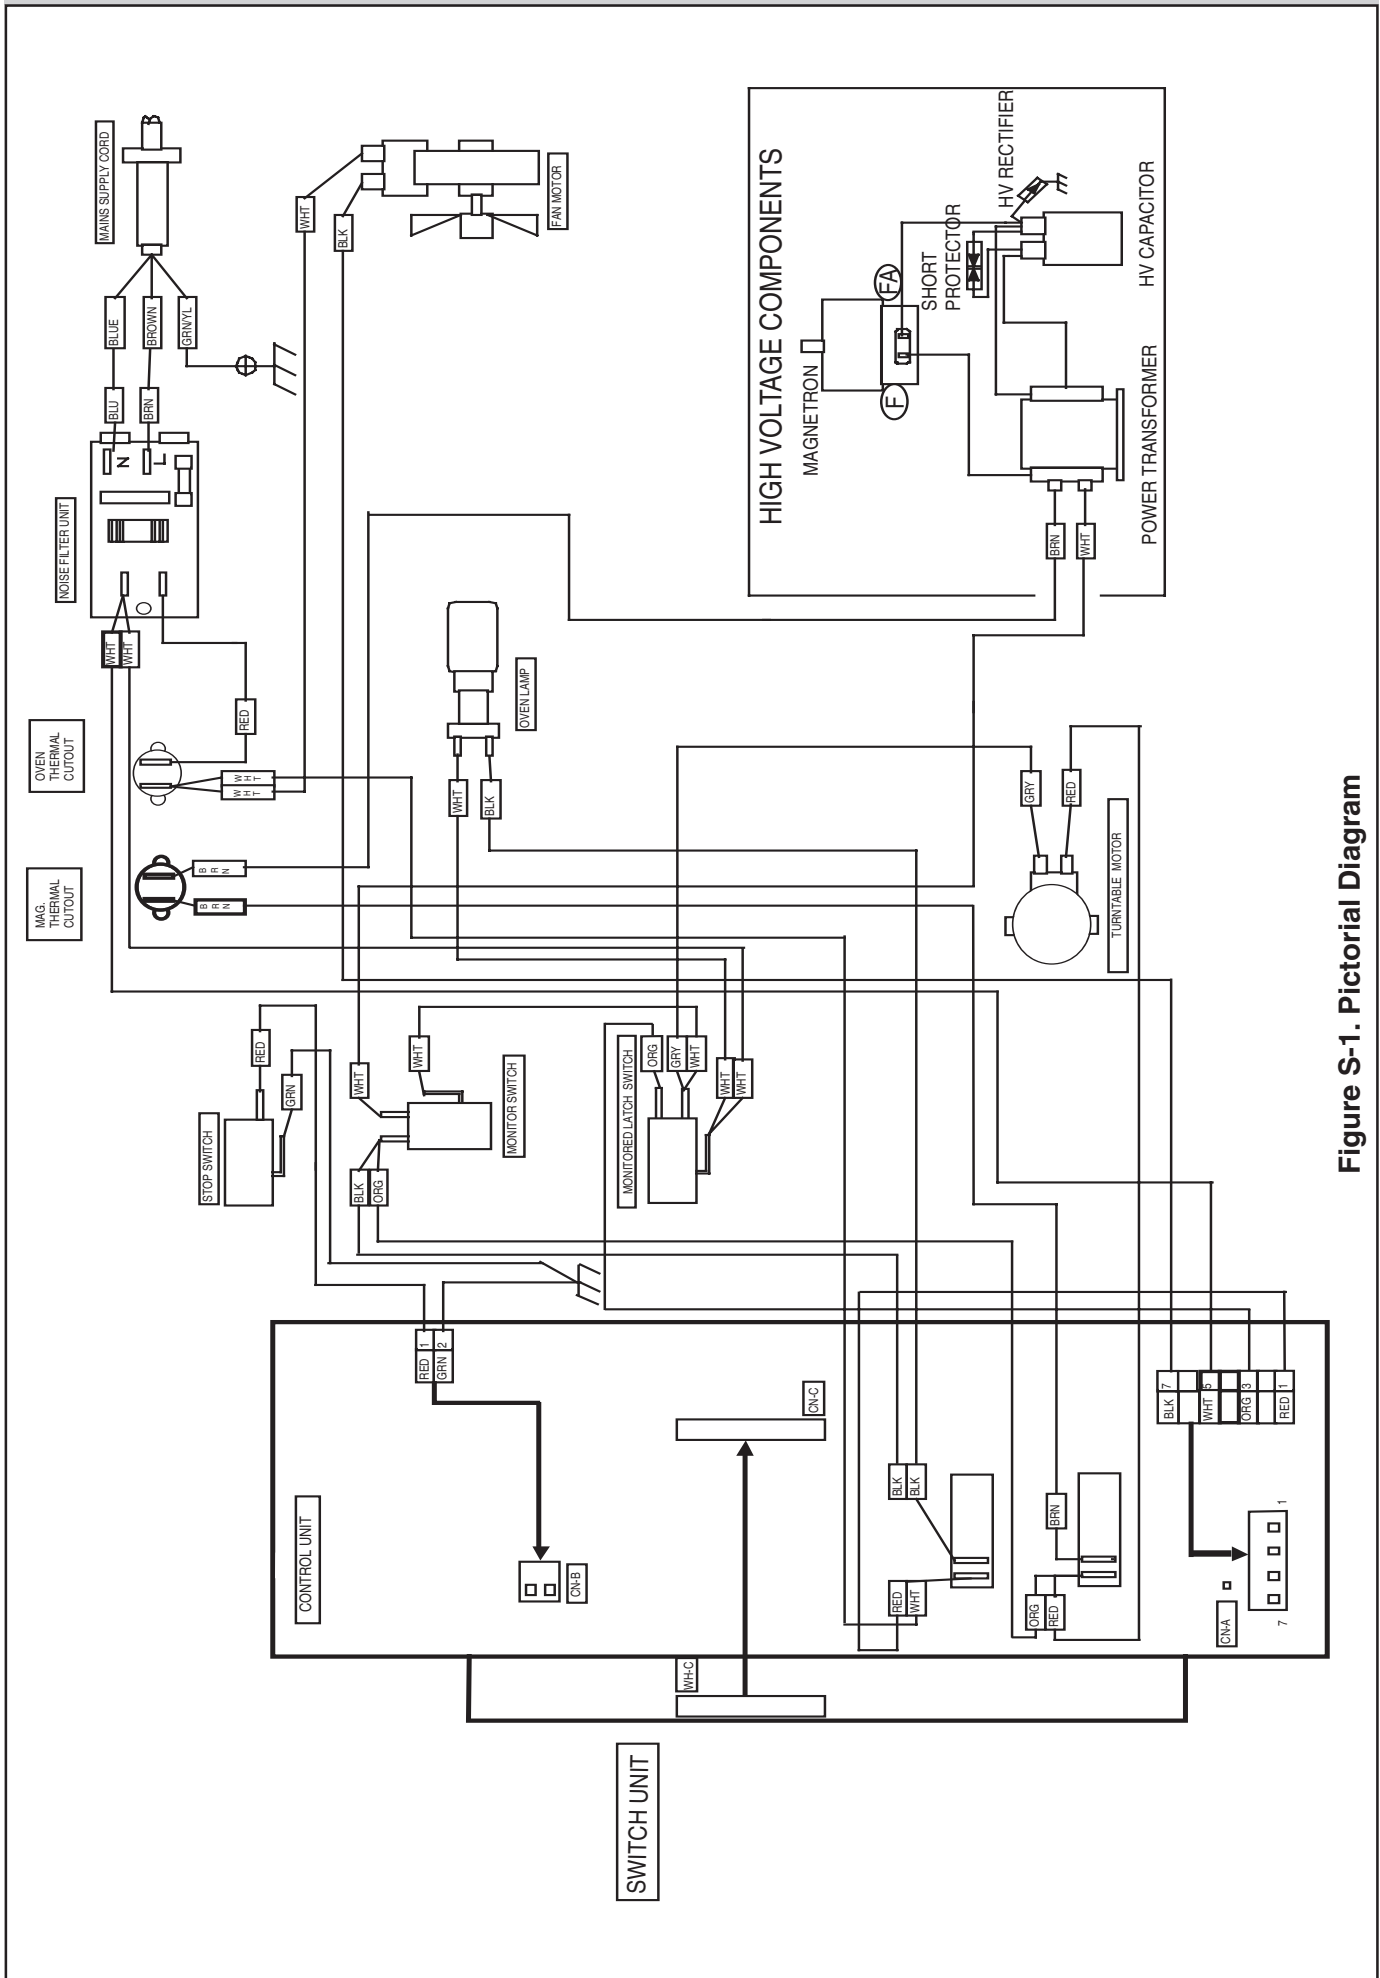 MAINS SUPPLY CORD
BLUE
BROWN
GRN/YL
BLU
BRN
N
L
NOISE FILTER UNIT
WHT
WHT
RED
OVEN
THERMAL
CUTOUT
WHT
WHT
MAG.
THERMAL
CUTOUT
BRN
BRN
WHT
BLK
FAN MOTOR
OVEN LAMP
WHT
BLK
HIGH VOLTAGE COMPONENTS
MAGNETRON
FA
F
SHORT
PROTECTOR
HV RECTIFIER
HV CAPACITOR
POWER TRANSFORMER
BRN
WHT
GRY
RED
TURNTABLE MOTOR
STOP SWITCH
RED
GRN
MONITOR SWITCH
WHT
WHT
BLK
ORG
MONITORED LATCH SWITCH
ORG
GRY
WHT
WHT
WHT
CONTROL UNIT
RED 1
GRN 2
CN-B
CN-C
WH-C
BLK
BLK
RED
WHT
BRN
ORG
RED
BLK 7
WHT 5
ORG 3
RED 1
CN-A
7
1
SWITCH UNIT
Figure S-1. Pictorial Diagram